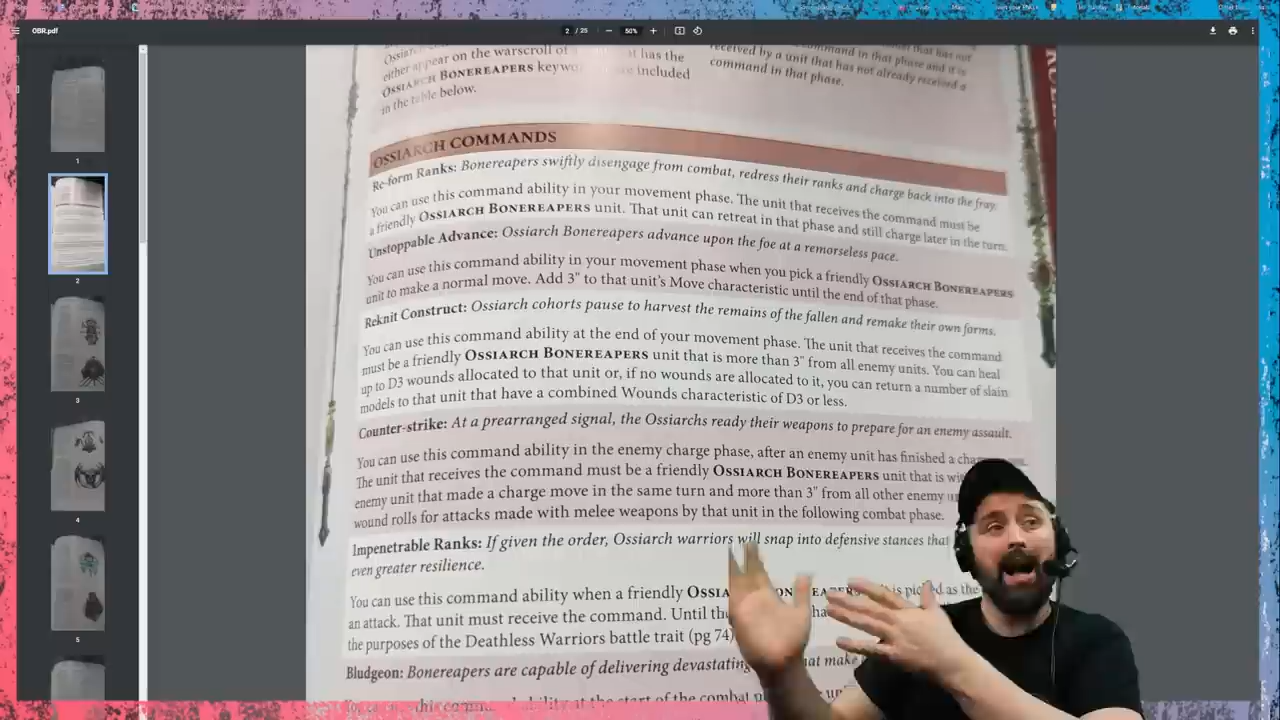 OBR.pdf
2 / 25
50%
either appear on the warscroll of has the
OSSIARCH BONEREAPERS included
in the table below.
received by a unit that has not already received a
command in that phase.
OSSIARCH COMMANDS
Re-form Ranks: Bonereapers swiftly disengage from combat, redress their ranks and charge back into the fray.
You can use this command ability in your movement phase. The unit that receives the command must be
a friendly OSSIARCH BONEREAPERS unit. That unit can retreat in that phase and still charge later in the turn.
Unstoppable Advance: Ossiarch Bonereapers advance upon the foe at a remorseless pace.
You can use this command ability in your movement phase when you pick a friendly OSSIARCH BONEREAPERS
unit to make a normal move. Add 3" to that unit's Move characteristic until the end of that phase.
Reknit Construct: Ossiarch cohorts pause to harvest the remains of the fallen and remake their own forms.
You can use this command ability at the end of your movement phase. The unit that receives the command
must be a friendly OSSIARCH BONEREAPERS unit that is more than 3" from all enemy units. You can heal
up to D3 wounds allocated to that unit or, if no wounds are allocated to it, you can return a number of slain
models to that unit that have a combined Wounds characteristic of D3 or less.
Counter-strike: At a prearranged signal, the Ossiarchs ready their weapons to prepare for an enemy assault.
You can use this command ability in the enemy charge phase, after an enemy unit has finished a
The unit that receives the command must be a friendly OSSIARCH BONEREAPERS unit that is
enemy unit that made a charge move in the same turn and more than 3" from all other enemy
wound rolls for attacks made with melee weapons by that unit in the following combat phase.
Impenetrable Ranks: If given the order, Ossiarch warriors will snap into defensive stances that
even greater resilience.
You can use this command ability when a friendly is picked as the
an attack. That unit must receive the command. Until
the purposes of the Deathless Warriors battle trait (pg 74)
Bludgeon: Bonereapers are capable of delivering devastating that make
ability at the start of the combat
1
2
3
4
5